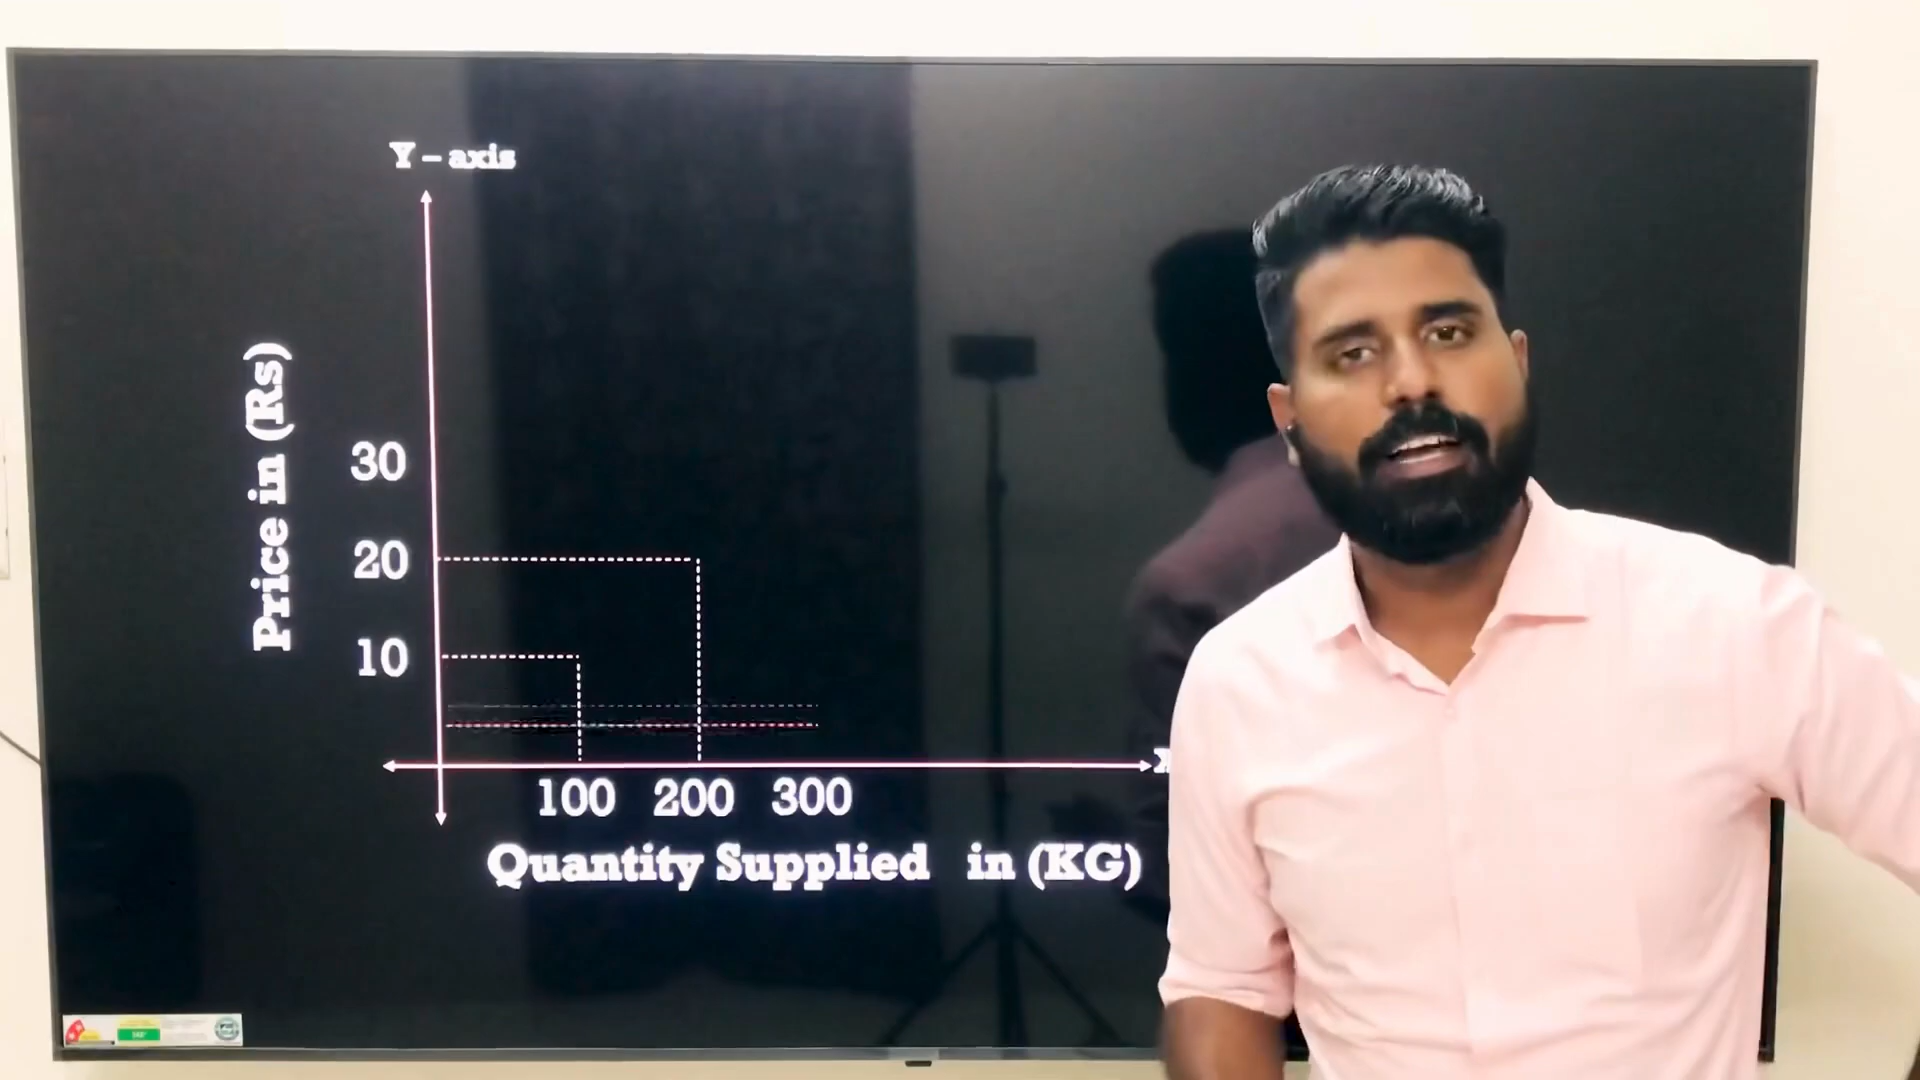 Y – axis
Price in (Rs)
30
20
10
100 200 300
Quantity Supplied in (KG)